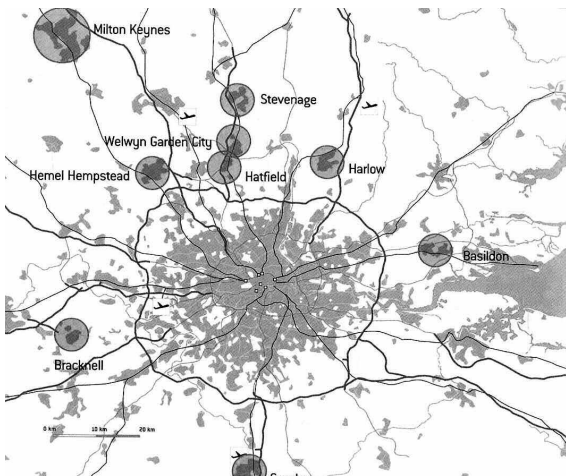 Milton Keynes
Stevenage
Welwyn Garden City
Hemel Hempstead
Hatfield
Harlow
Basildon
Bracknell
0 km
10 km
20 km